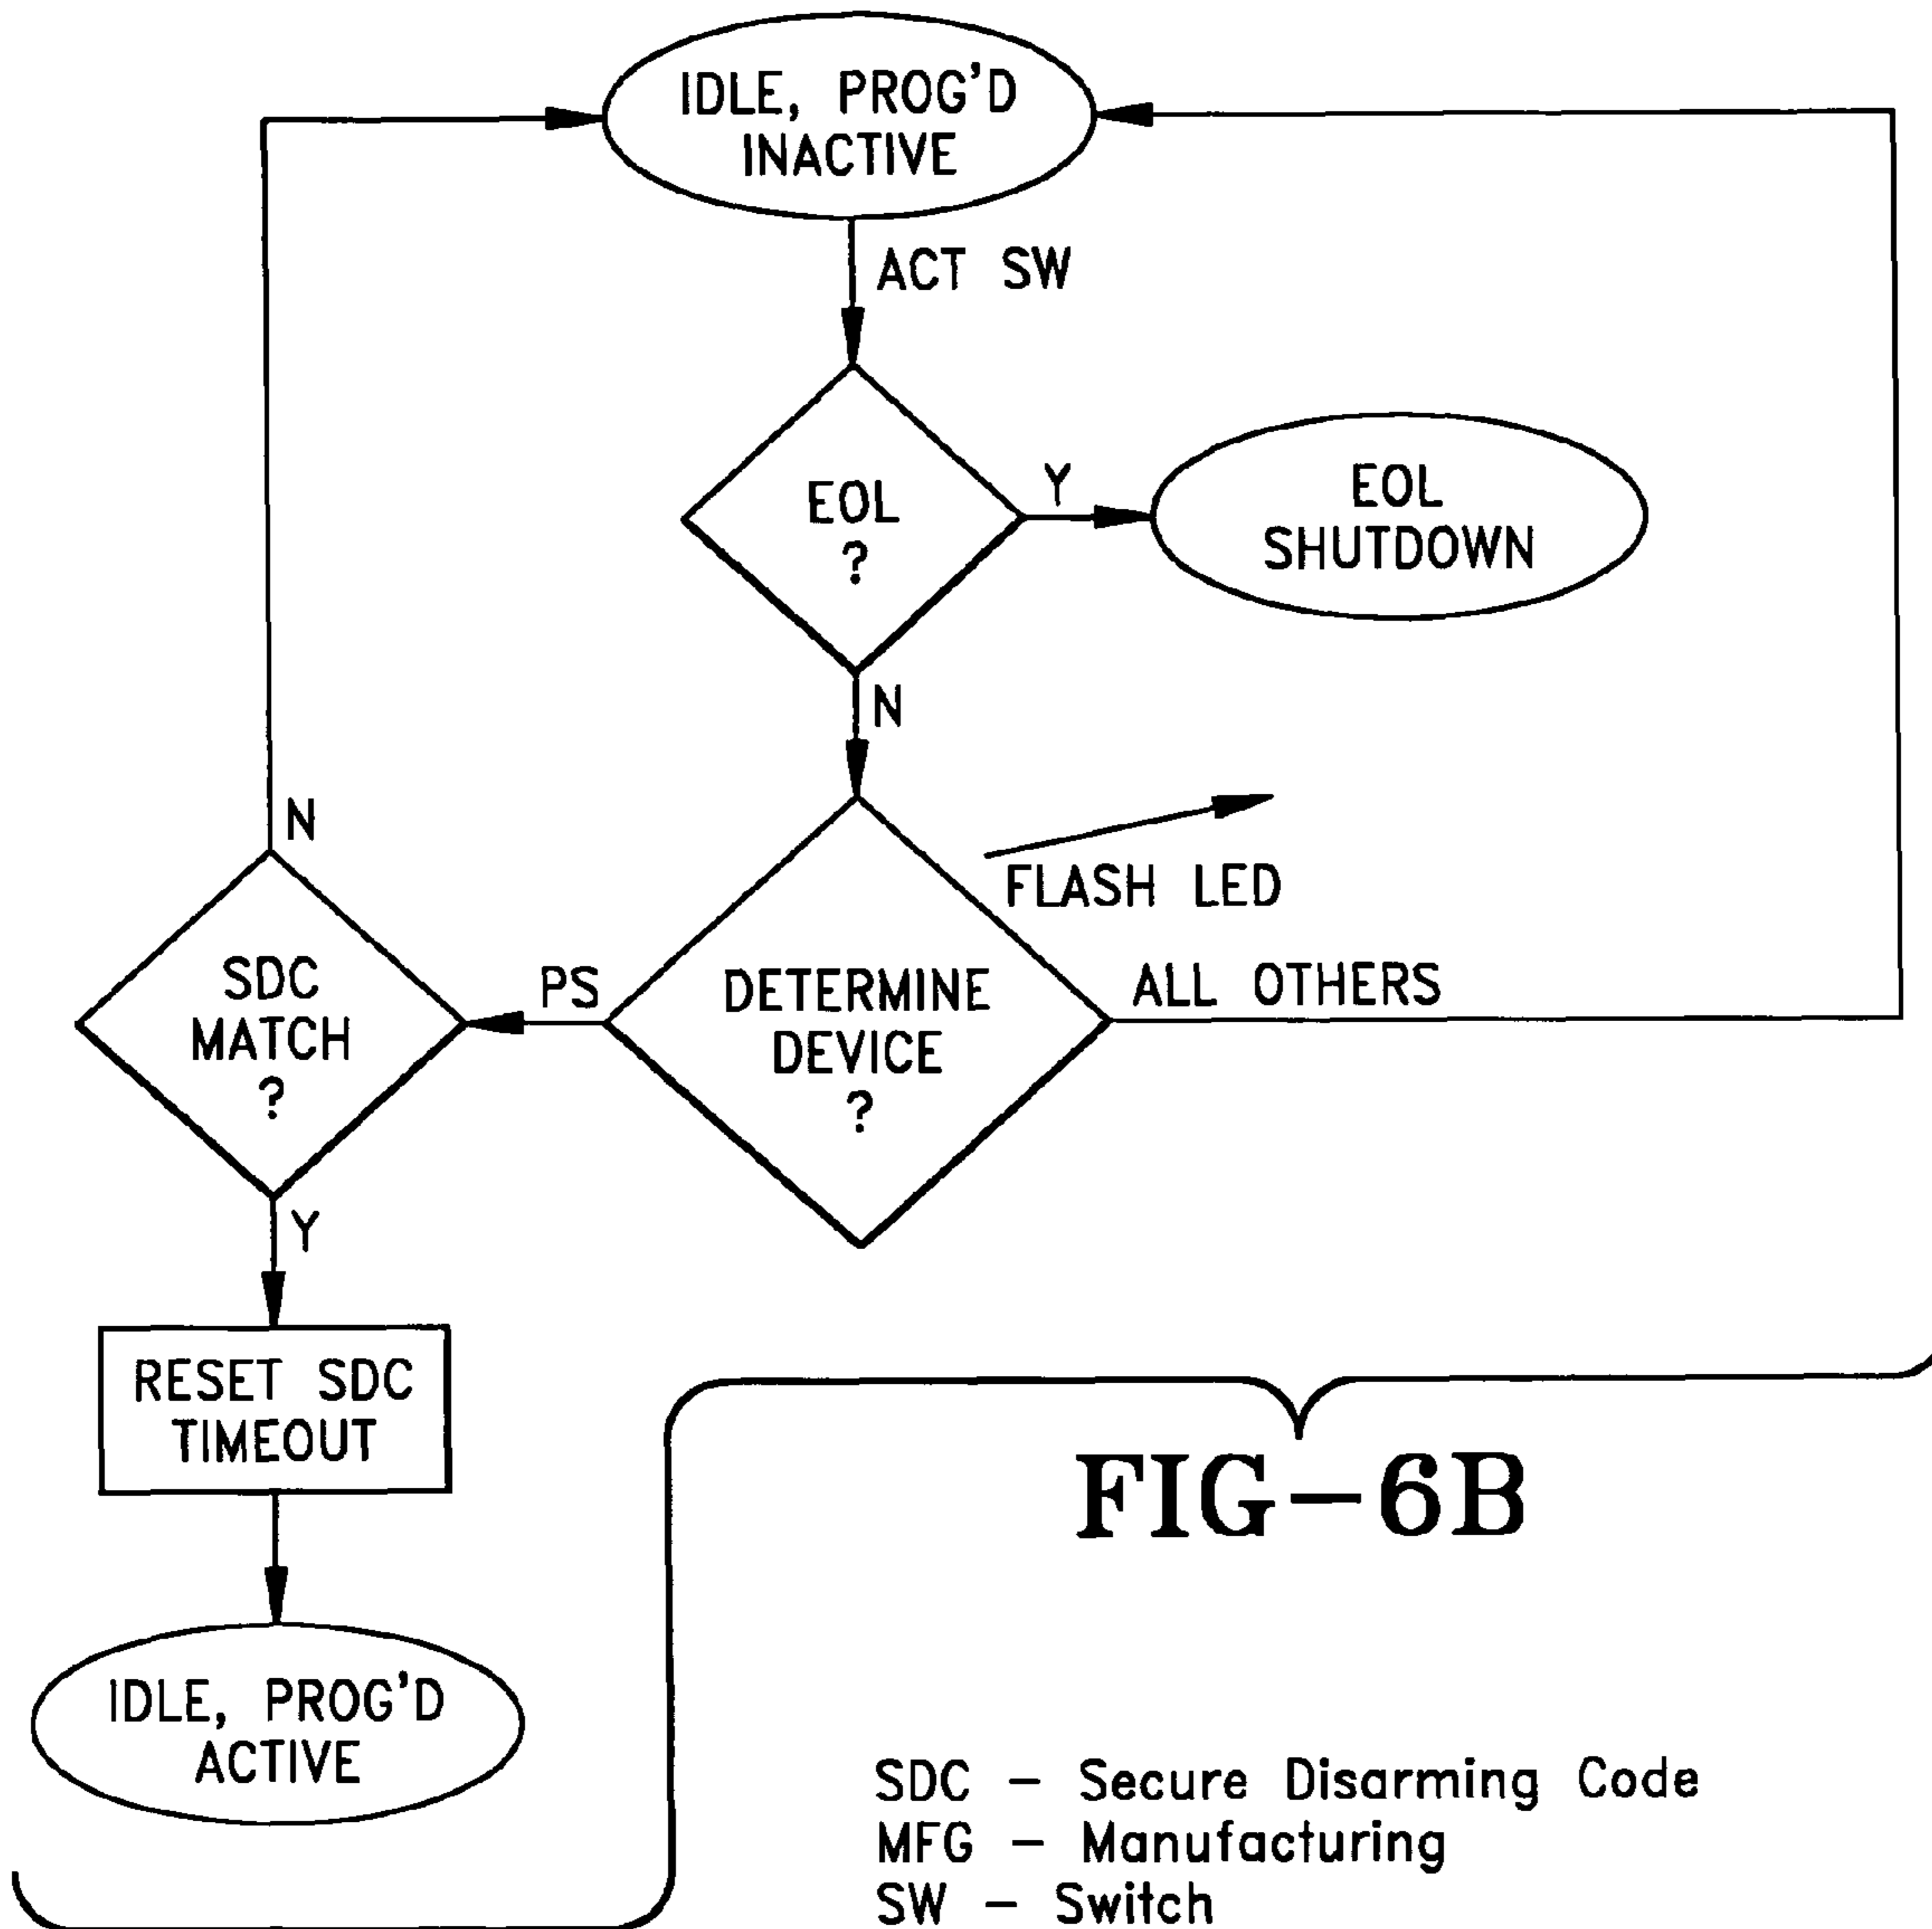 IDLE, PROG'D
INACTIVE
ACT SW
EOL
?
Y
EOL
SHUTDOWN
N
FLASH LED
N
SDC
MATCH
?
PS
DETERMINE
DEVICE
?
ALL OTHERS
Y
RESET SDC
TIMEOUT
IDLE, PROG'D
ACTIVE
FIG-6B
SDC - Secure Disarming Code
MFG - Manufacturing
SW - Switch